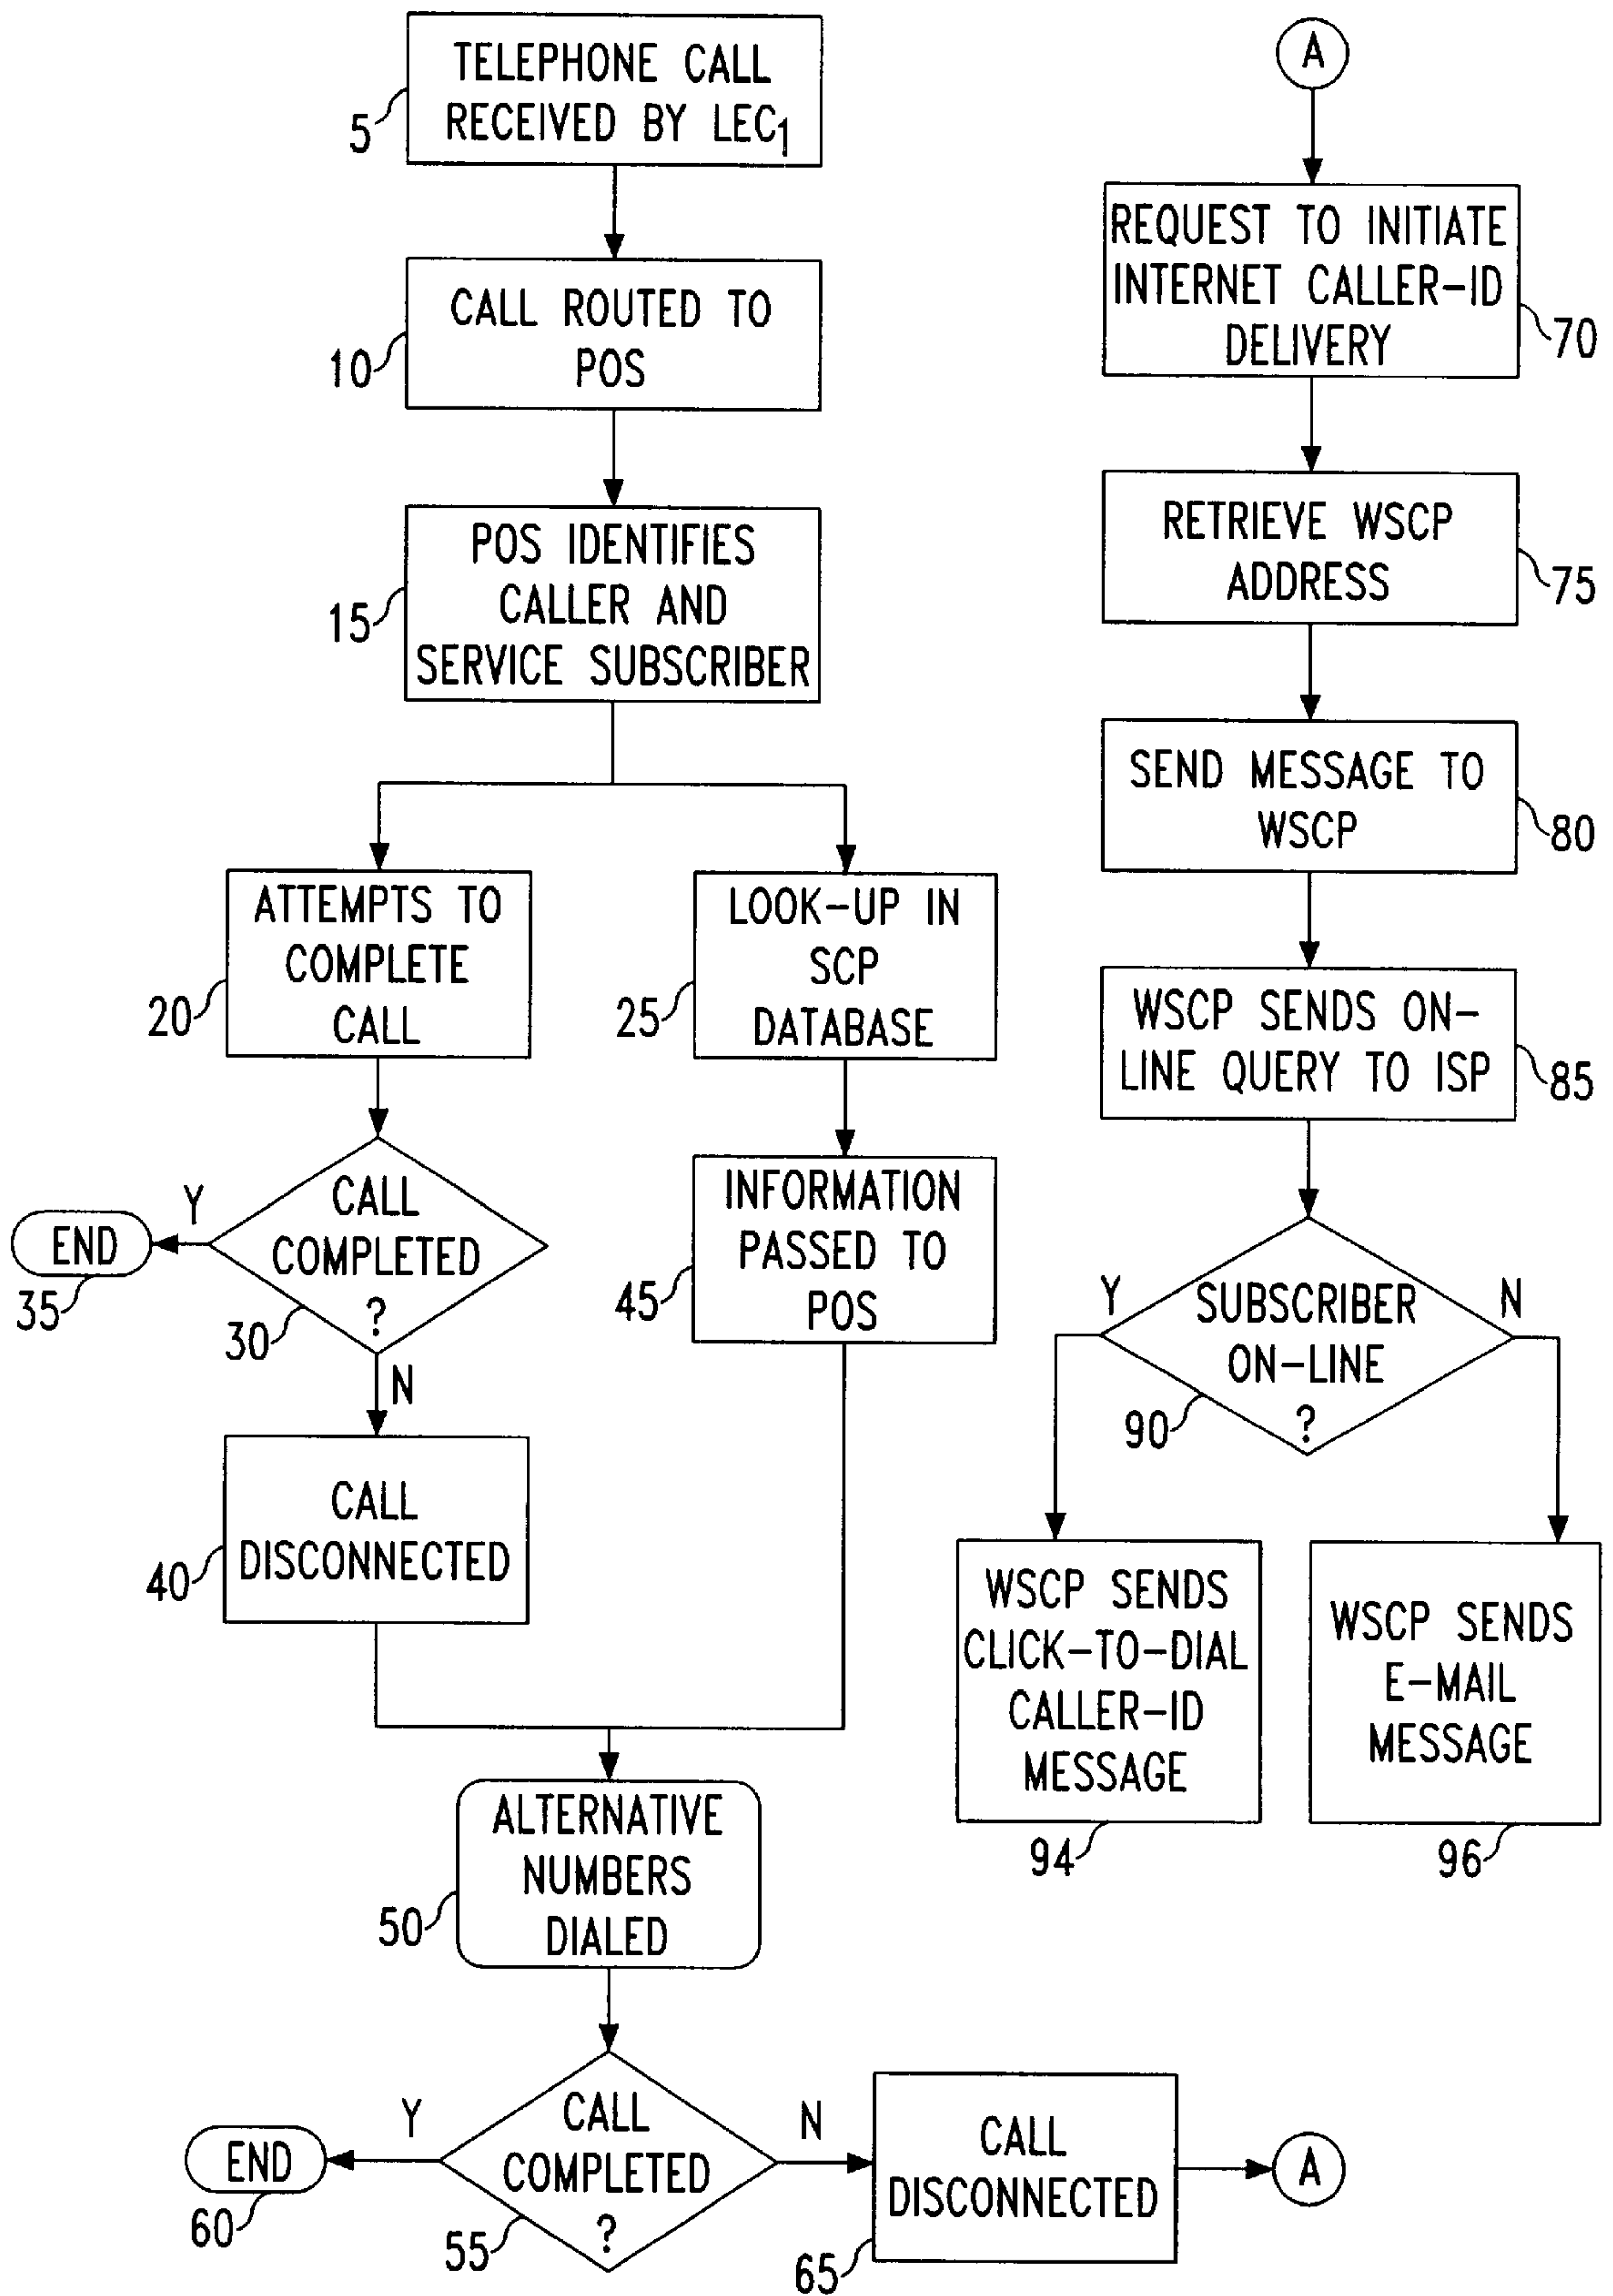 TELEPHONE CALL
RECEIVED BY LEC1
5
CALL ROUTED TO
POS
10
POS IDENTIFIES
CALLER AND
SERVICE SUBSCRIBER
15
ATTEMPTS TO
COMPLETE
CALL
20
LOOK-UP IN
SCP
DATABASE
25
CALL
COMPLETED
?
30
Y
END
35
N
CALL
DISCONNECTED
40
INFORMATION
PASSED TO
POS
45
ALTERNATIVE
NUMBERS
DIALED
50
CALL
COMPLETED
?
55
Y
END
60
N
CALL
DISCONNECTED
65
A
A
REQUEST TO INITIATE
INTERNET CALLER-ID
DELIVERY
70
RETRIEVE WSCP
ADDRESS
75
SEND MESSAGE TO
WSCP
80
WSCP SENDS ON-
LINE QUERY TO ISP
85
SUBSCRIBER
ON-LINE
?
90
Y
N
WSCP SENDS
CLICK-TO-DIAL
CALLER-ID
MESSAGE
94
WSCP SENDS
E-MAIL
MESSAGE
96